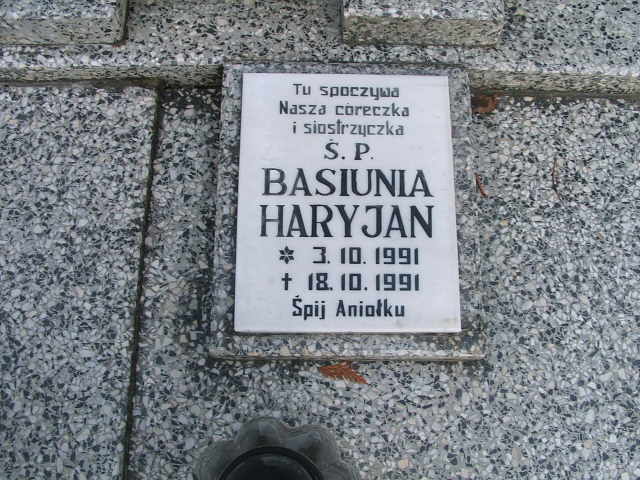 Tu spoczywa
Nasza córeczka
i siostrzyczka
Ś. P.
BASIUNIA
HARYJAN
* 3. 10. 1991
† 18. 10. 1991
Śpij Aniołku